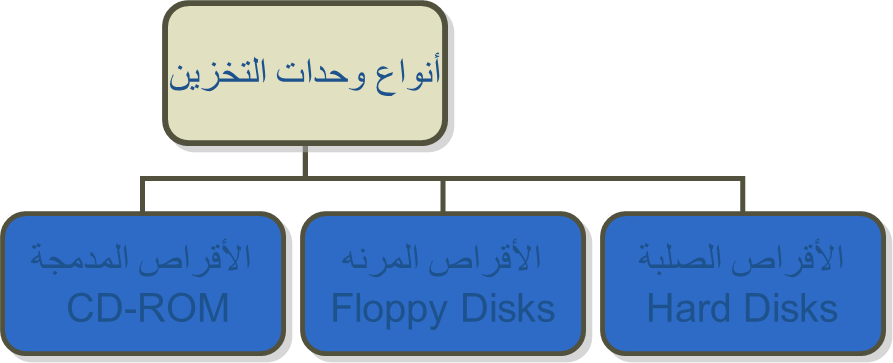 أنواع وحدات التخزين
الأقراص الصلبة
Hard Disks
الأقراص المرنه
Floppy Disks
الأقراص المدمجة
CD-ROM